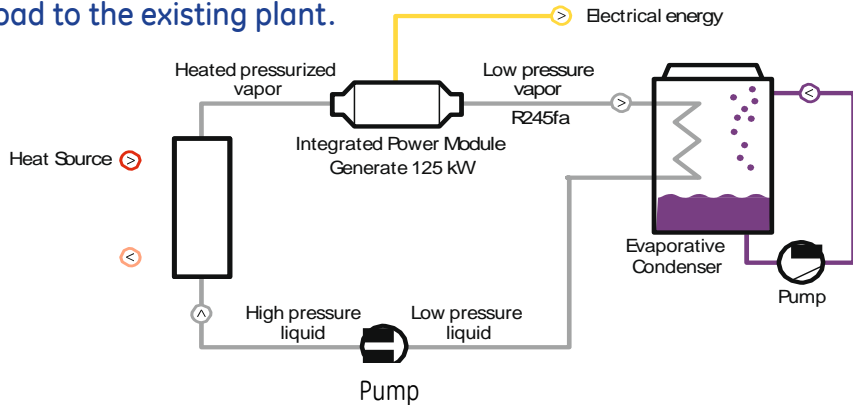 oad to the existing plant.
Electrical energy
Heated pressurized
vapor
Low pressure
vapor
R245fa
Heat Source
Integrated Power Module
Generate 125 kW
Evaporative
Condenser
Pump
High pressure
liquid
Low pressure
liquid
Pump